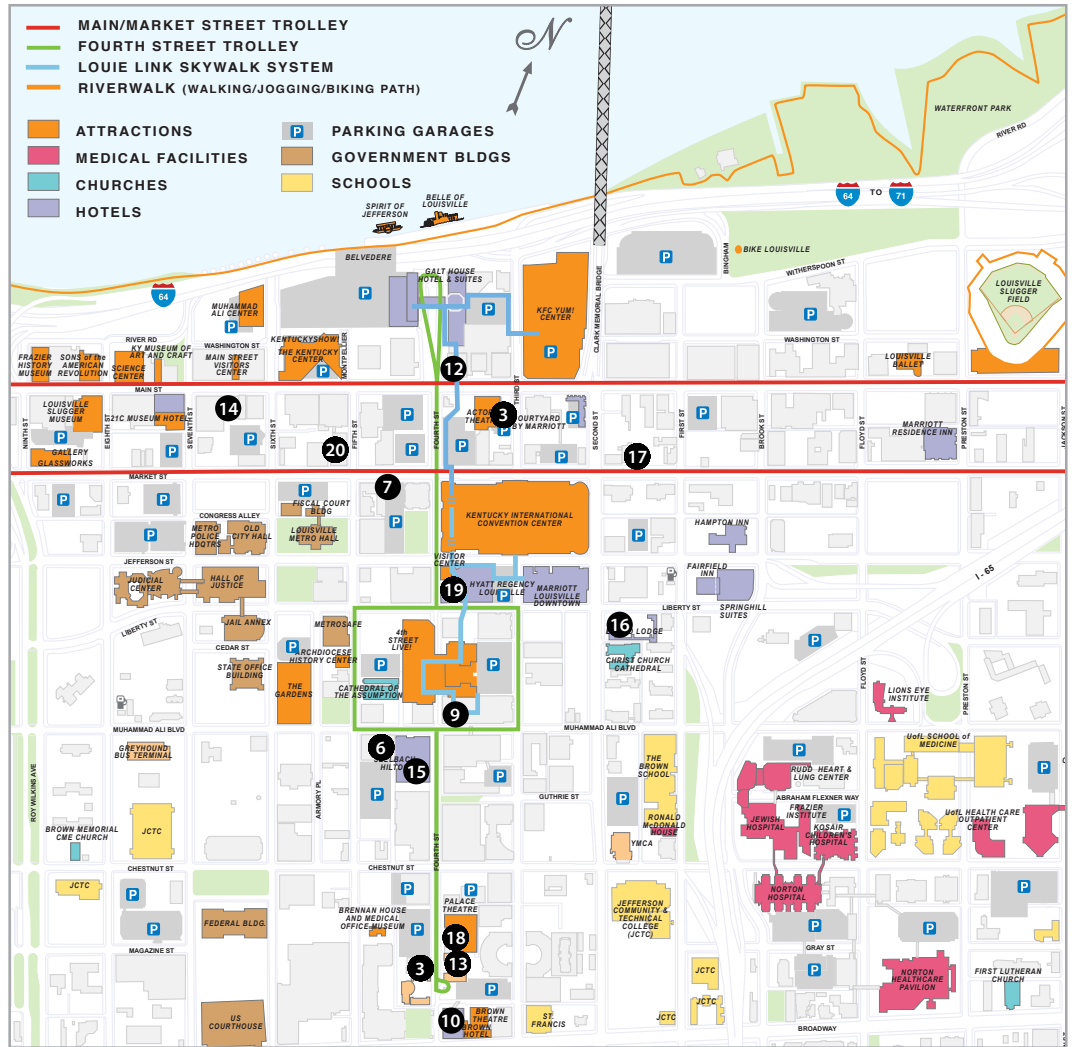 MAIN/MARKET STREET TROLLEY
FOURTH STREET TROLLEY
LOUIE LINK SKYWALK SYSTEM
RIVERWALK (WALKING/JOGGING/BIKING PATH)
ATTRACTIONS
MEDICAL FACILITIES
CHURCHES
HOTELS
P PARKING GARAGES
GOVERNMENT BLDGS
SCHOOLS
N
WATERFRONT PARK
RIVER RD
64 TO 71
SPIRIT OF
JEFFERSON
BELLE OF
LOUISVILLE
CLARK MEMORIAL BRIDGE
BINGHAM
BIKE LOUISVILLE
WITHERSPOON ST
BELVEDERE
GALT HOUSE
HOTEL & SUITES
KFC YUM!
CENTER
LOUISVILLE
SLUGGER
FIELD
64
MUHAMMAD
ALI CENTER
P
P
P
P
P
P
RIVER RD
WASHINGTON ST
WASHINGTON ST
KY MUSEUM OF
ART AND CRAFT
KENTUCKYSHOW!
THE KENTUCKY
CENTER
P
MONTPELLIER
FRAZIER
HISTORY
MUSEUM
SONS of the
AMERICAN
REVOLUTION
SCIENCE
CENTER
MAIN STREET
VISITORS
CENTER
LOUISVILLE
BALLET
12
MAIN ST
THIRD ST
LOUISVILLE
SLUGGER
MUSEUM
21C MUSEUM HOTEL
14
3
COURTYARD
BY MARRIOTT
MARRIOTT
RESIDENCE INN
NINTH ST
EIGHTH ST
SEVENTH ST
SIXTH ST
FIFTH ST
FOURTH ST
SECOND ST
FIRST ST
BROOK ST
FLOYD ST
PRESTON ST
JACKSON ST
GALLERY
GLASSWORKS
P
P
P
P
P
P
P
P
P
P
20
17
MARKET ST
7
P
P
P
P
P
P
FISCAL COURT
BLDG
KENTUCKY INTERNATIONAL
CONVENTION CENTER
CONGRESS ALLEY
METRO
POLICE
HDQTRS
OLD
CITY HALL
LOUISVILLE
METRO HALL
HAMPTON INN
JEFFERSON ST
VISITOR
CENTER
JUDICIAL
CENTER
HALL OF
JUSTICE
19
HYATT REGENCY
LOUISVILLE
P
MARRIOTT
LOUISVILLE
DOWNTOWN
FAIRFIELD
INN
SPRINGHILL
SUITES
I - 65
LIBERTY ST
LIBERTY ST
JAIL ANNEX
METROSAFE
4th
STREET
LIVE!
16
LODGE
CHRIST CHURCH
CATHEDRAL
CEDAR ST
P
P
P
P
ARCHDIOCESE
HISTORY CENTER
STATE OFFICE
BUILDING
THE
GARDENS
CATHEDRAL OF
THE ASSUMPTION
9
FLOYD ST
PRESTON ST
LIONS EYE
INSTITUTE
MUHAMMAD ALI BLVD
MUHAMMAD ALI BLVD
GREYHOUND
BUS TERMINAL
6
HILTON
15
P
P
P
THE
BROWN
SCHOOL
P
RUDD HEART &
LUNG CENTER
UofL SCHOOL of
MEDICINE
P
ROY WILKINS AVE
ARMORY PL
GUTHRIE ST
ABRAHAM FLEXNER WAY
BROWN MEMORIAL
CME CHURCH
JCTC
RONALD
McDONALD
HOUSE
YMCA
JEWISH
HOSPITAL
FRAZIER
INSTITUTE
P
KOSAIR
CHILDREN'S
HOSPITAL
UofL HEALTH CARE
OUTPATIENT
CENTER
FOURTH ST
CHESTNUT ST
CHESTNUT ST
JCTC
P
P
P
P
NORTON
HOSPITAL
P
BRENNAN HOUSE
AND MEDICAL
OFFICE MUSEUM
PALACE
THEATRE
JEFFERSON
COMMUNITY &
TECHNICAL
COLLEGE
(JCTC)
FEDERAL BLDG.
P
18
P
P
MAGAZINE ST
GRAY ST
3
13
P
JCTC
P
NORTON
HEALTHCARE
PAVILION
FIRST LUTHERAN
CHURCH
US
COURTHOUSE
10
BROWN
THEATRE
BROWN
HOTEL
ST.
FRANCIS
JCTC
JCTC
BROADWAY